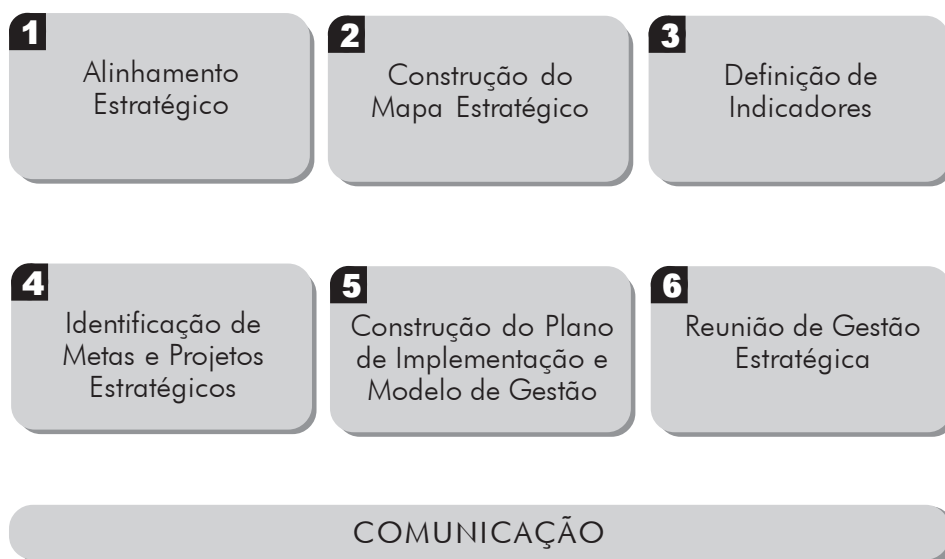 1
Alinhamento
Estratégico
2
Construção do
Mapa Estratégico
3
Definição de
Indicadores
4
Identificação de
Metas e Projetos
Estratégicos
5
Construção do Plano
de Implementação e
Modelo de Gestão
6
Reunião de Gestão
Estratégica
COMUNICAÇÃO